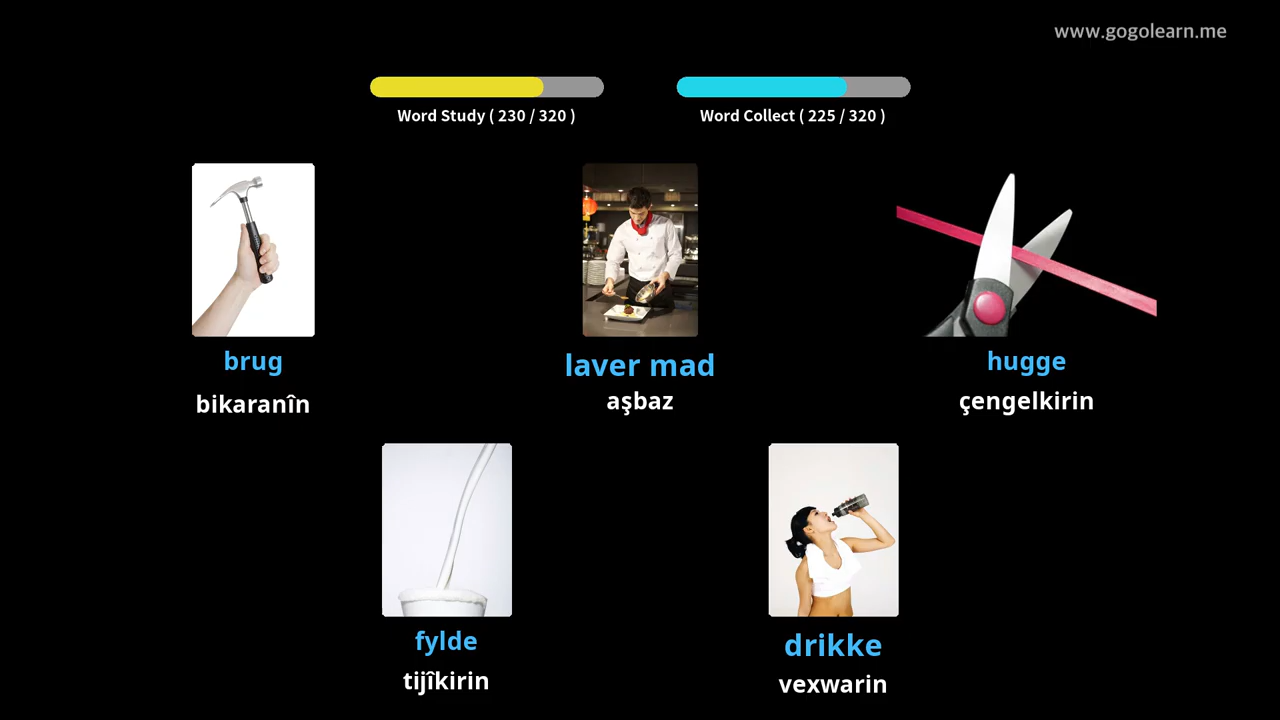 www.gogolearn.me
Word Study ( 230 / 320 )
Word Collect ( 225 / 320 )
brug
bikaranîn
laver mad
aşbaz
hugge
çengelkirin
fylde
tijîkirin
drikke
vexwarin